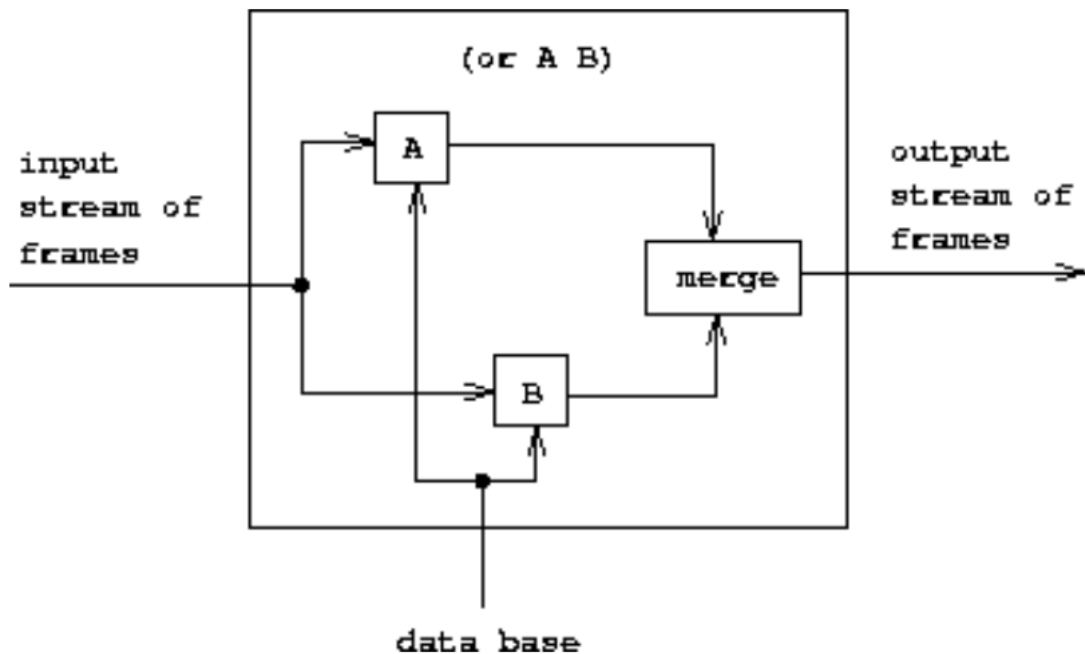 (or A B)
input
stream of
frames
A
output
stream of
frames
merge
B
data base